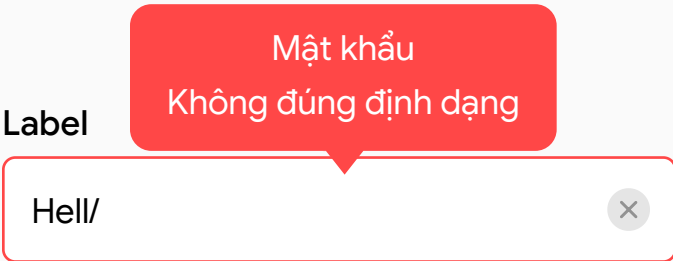 Mật khẩu
Không đúng định dạng
Label
Hell/